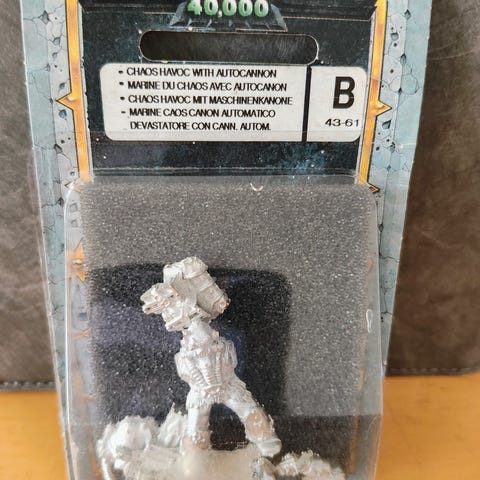 40,000
• CHAOS HAVOC WITH AUTOCANNON
• MARINE DU CHAOS AVEC AUTOCANON
• CHAOS HAVOC MIT MASCHINENKANONE
- MARINE CAOS CANON AUTOMATICO
DEVASTATORE CON CANN. AUTOM.
B
43-61